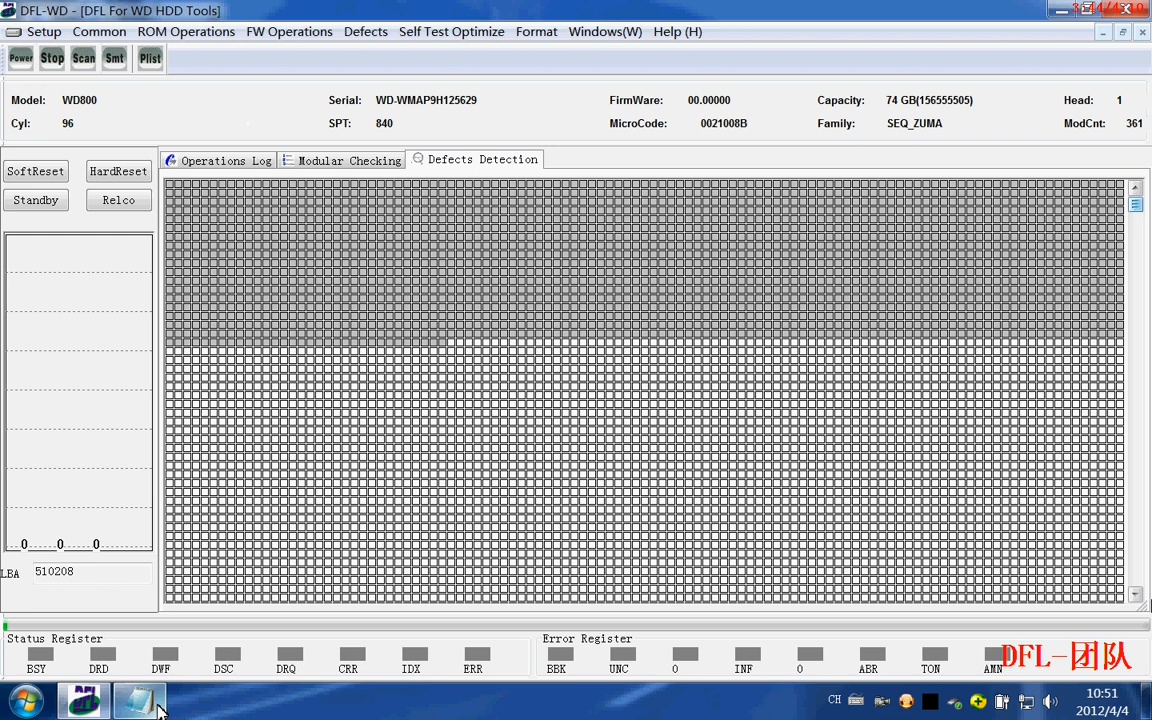 DFL-WD - [DFL For WD HDD Tools]
Setup Common ROM Operations FW Operations Defects Self Test Optimize Format Windows(W) Help (H)
Power Stop Scan Smt Plist
Model: WD800 Serial: WD-WMAP9H125629 FirmWare: 00.00000 Capacity: 74 GB(156555505) Head: 1
Cyl: 96 SPT: 840 MicroCode: 0021008B Family: SEQ_ZUMA ModCnt: 361
Operations Log Modular Checking Defects Detection
SoftReset HardReset
Standby Relco
0 0 0
LBA 510208
Status Register Error Register
BSY DRD DWF DSC DRQ CRR IDX ERR BBK UNC 0 INF 0 ABR TON AMN
DFL-团队
CH
10:51
2012/4/4